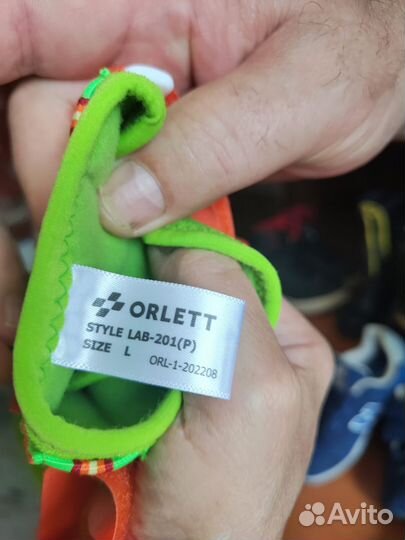 ORLETT
STYLE LAB-201(P)
SIZE L ORL-1-202208
Avito